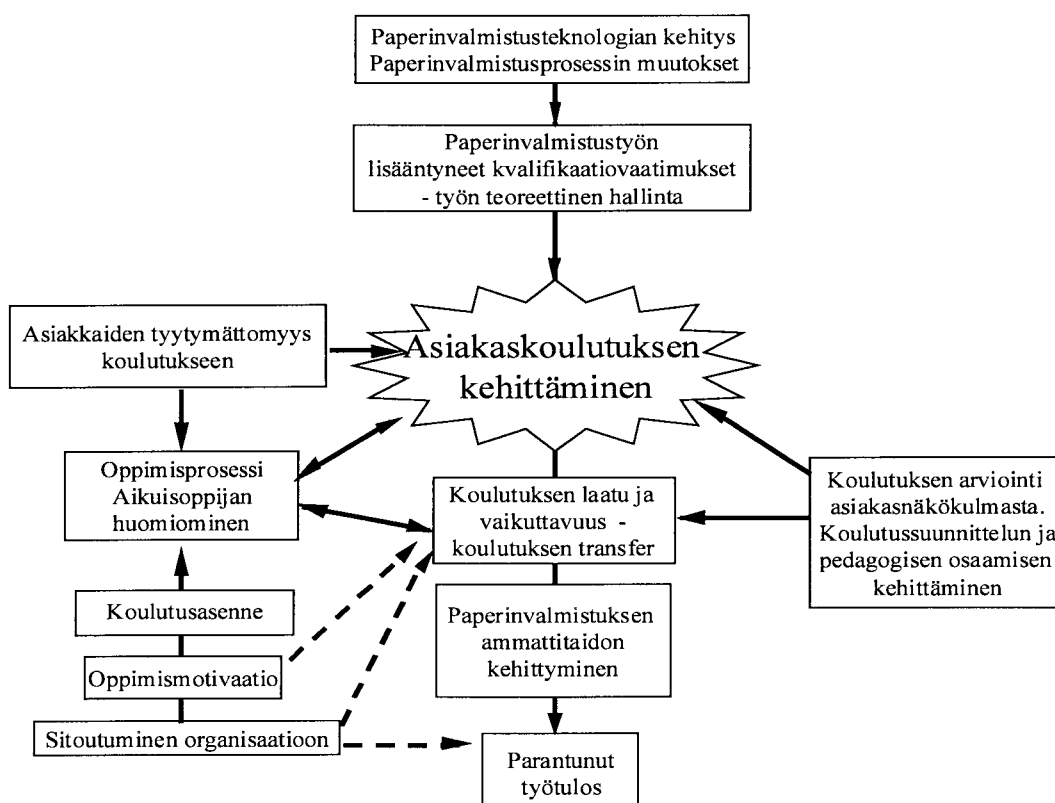 Paperinvalmistusteknologian kehitys
Paperinvalmistusprosessin muutokset
Paperinvalmistustyön
lisääntyneet kvalifikaatiovaatimukset
- työn teoreettinen hallinta
Asiakkaiden tyytymättomyys
koulutukseen
Asiakaskoulutuksen
kehittäminen
Oppimisprosessi
Aikuisoppijan
huomiominen
Koulutuksen laatu ja
vaikuttavuus -
koulutuksen transfer
Koulutuksen arviointi
asiakasnäkökulmasta.
Koulutussuunnittelun ja
pedagogisen osaamisen
kehittäminen
Koulutusasenne
Oppimismotivaatio
Sitoutuminen organisaatioon
Paperinvalmistuksen
ammattitaidon
kehittyminen
Parantunut
työtulos